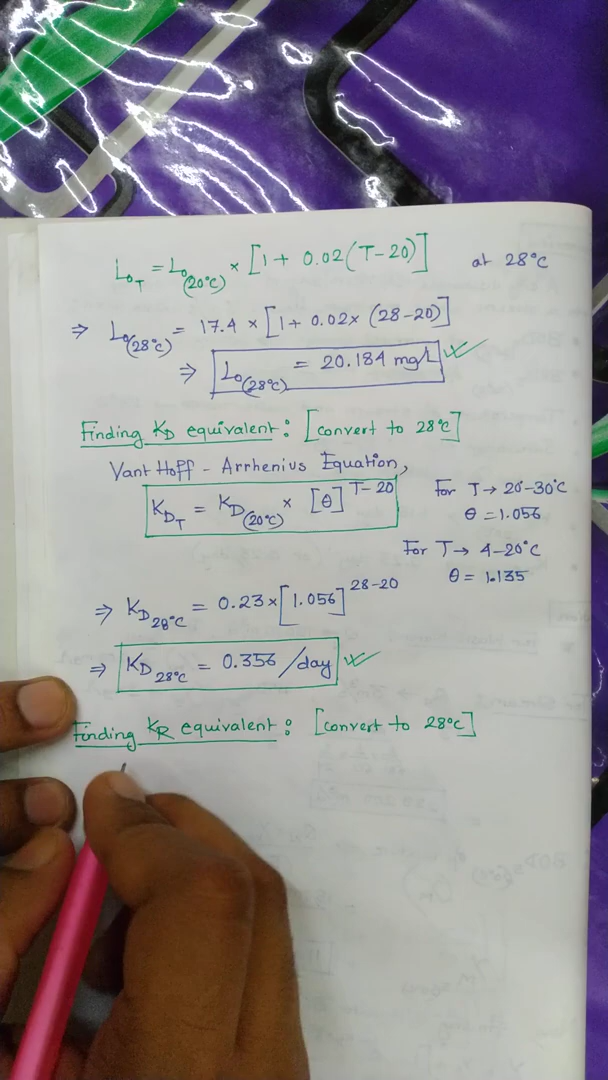 L₀T = L₀(20°C) × [1 + 0.02(T-20)] at 28°C
⇒ L₀(28°C) = 17.4 × [1 + 0.02× (28-20)]
⇒ L₀(28°C) = 20.184 mg/L ✓
Finding KD equivalent : [convert to 28°C]
Vant Hoff - Arrhenius Equation,
KDT = KD(20°C) × [θ]^T-20
For T → 20-30°C
θ = 1.056
For T → 4-20°C
θ = 1.135
⇒ KD28°C = 0.23 × [1.056]^28-20
⇒ KD28°C = 0.356 /day ✓
Finding KR equivalent : [convert to 28°C]